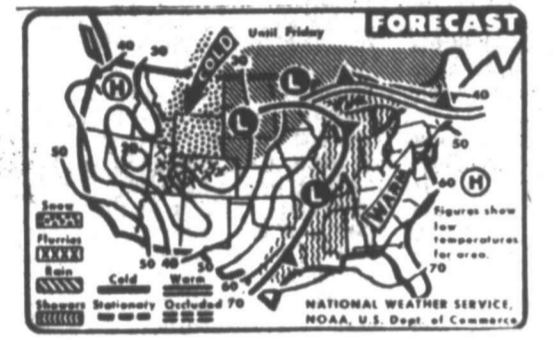 FORECAST
Until Friday
COLD
40
30
30
H
L
L
40
50
50
20
L
WARM
60 H
Figures show
low
temperatures
for area.
Snow
Flurries
Rain
Showers
50 40 50
60
70
70
Cold Warm
Stationary Occluded
NATIONAL WEATHER SERVICE,
NOAA, U.S. Dept. of Commerce